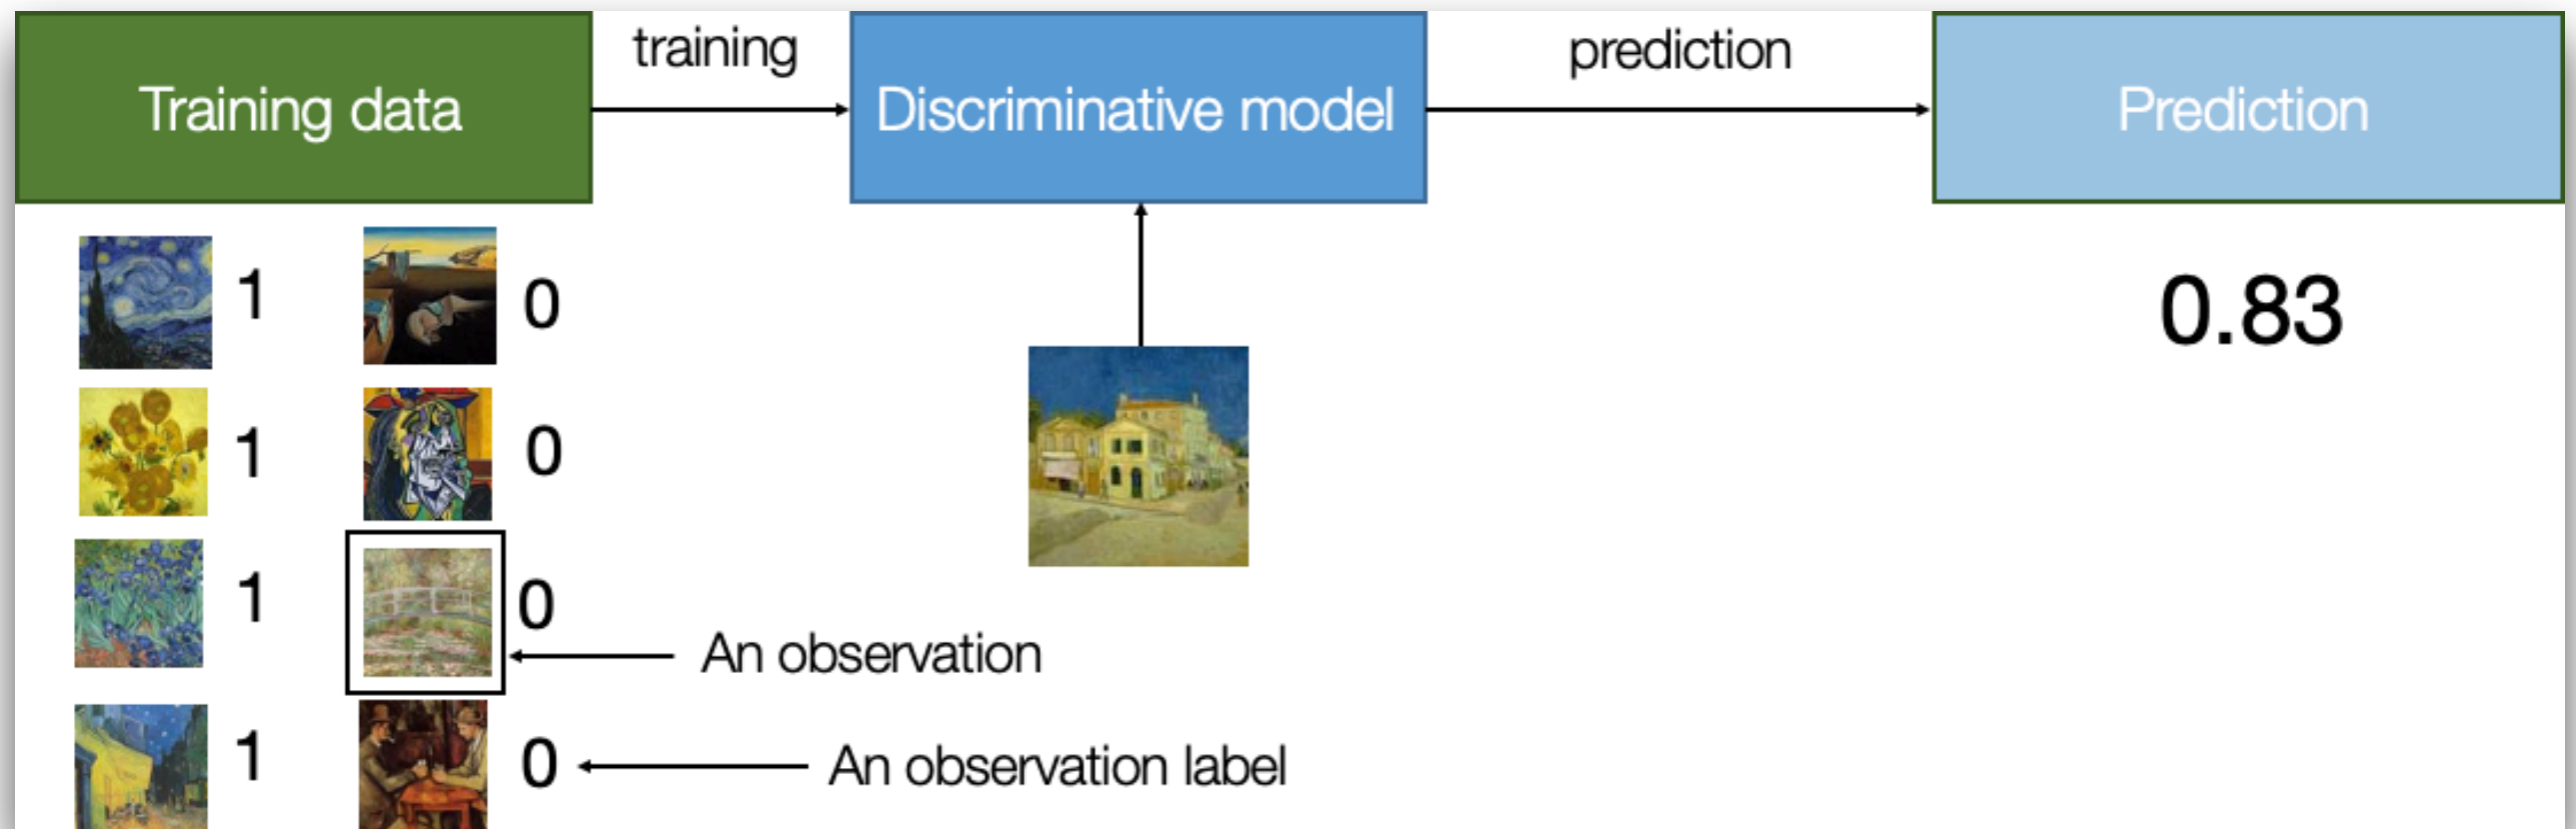 Training data
training
Discriminative model
prediction
Prediction
1
0
0.83
1
0
1
0
An observation
1
0
An observation label